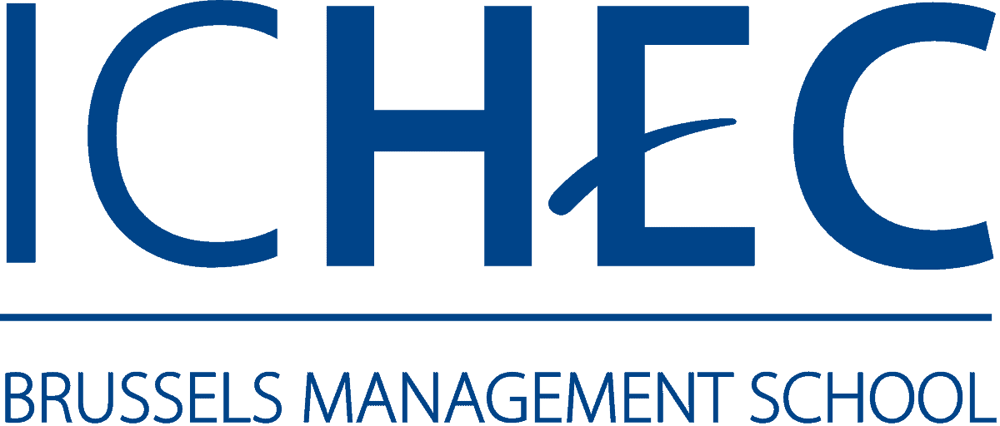 ICHEC
BRUSSELS MANAGEMENT SCHOOL